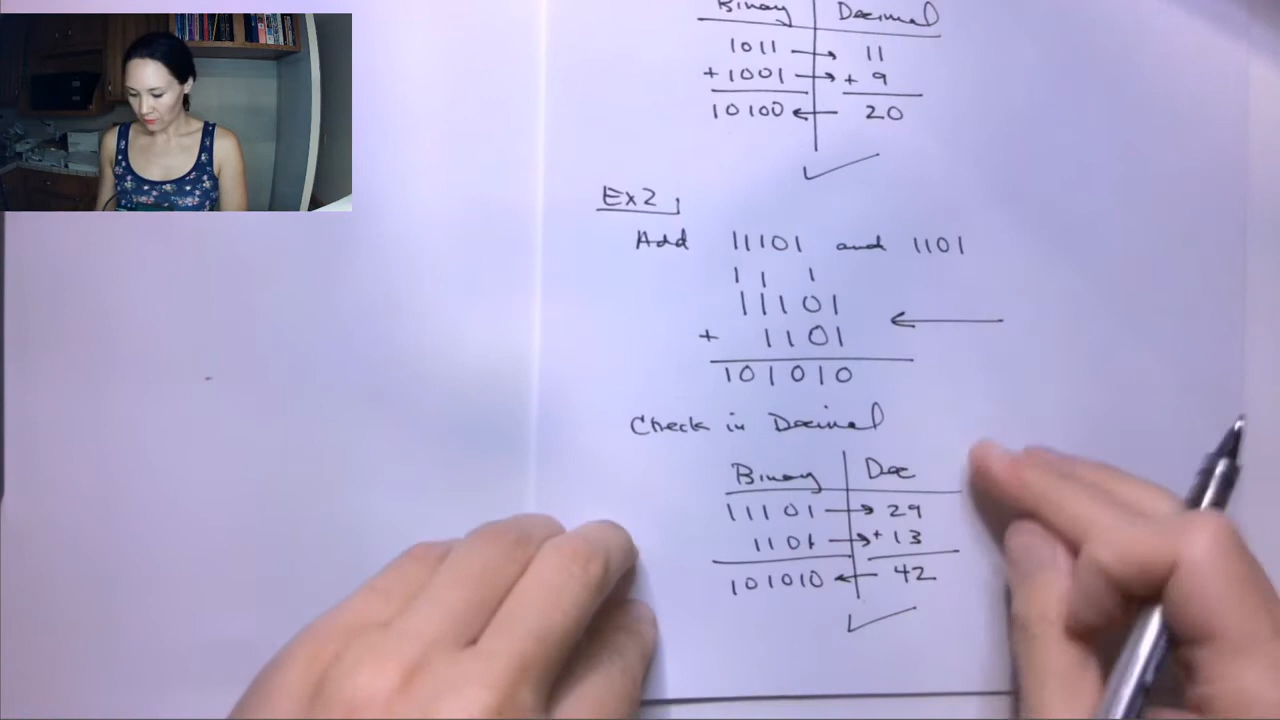 Binary Decimal
1011 → 11
+1001 → + 9
10100 ← 20
✓
Ex2,
Add 11101 and 1101
1 1 1
11101 ←
+ 1101
101010
Check in Decimal
Binary Dec
11101 → 29
1101 → + 13
101010 ← 42
✓